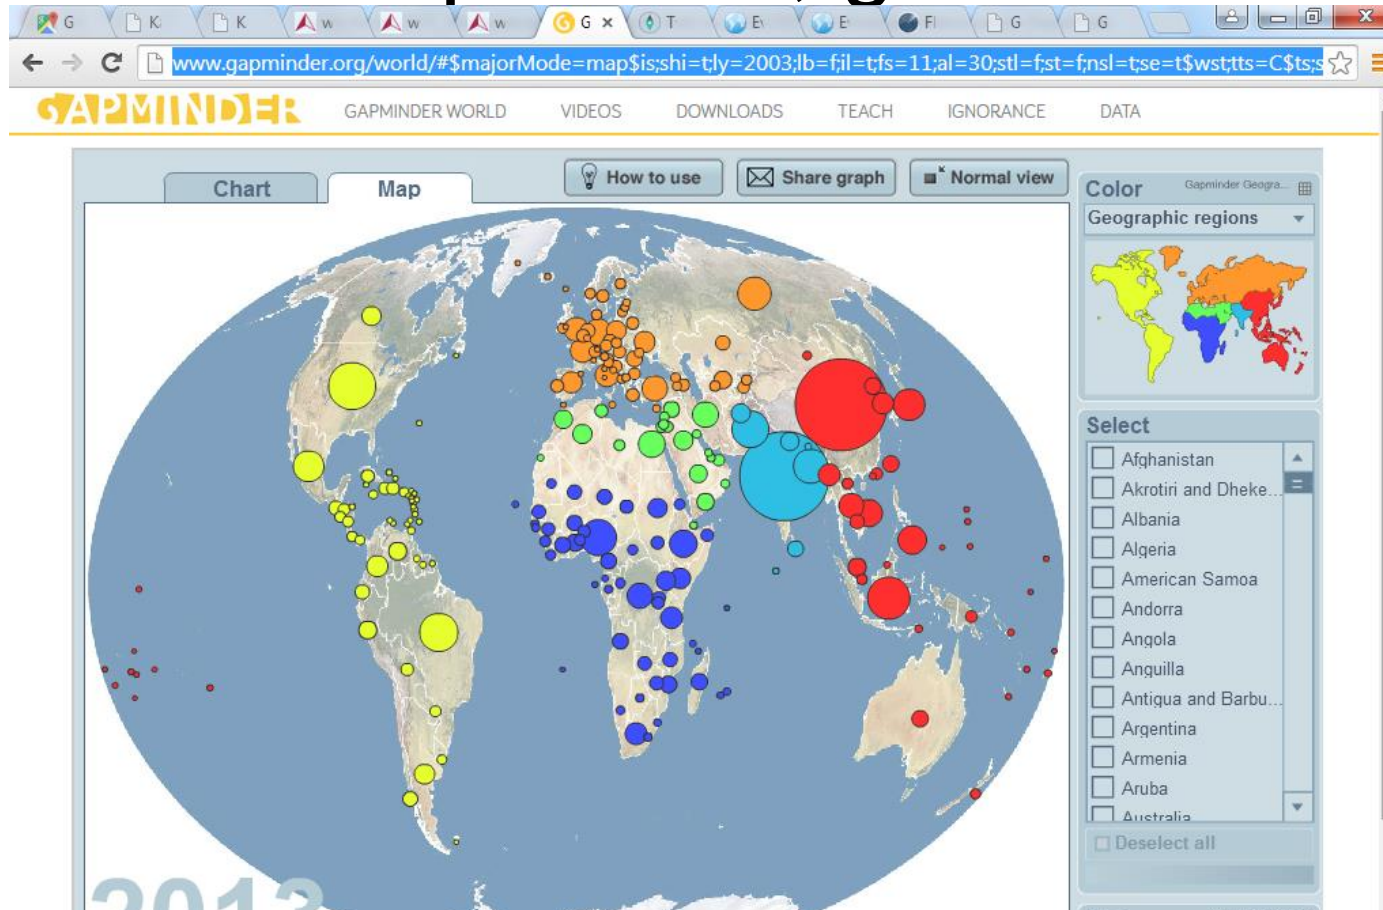 G K K w w w G × T E E Fl G G
www.gapminder.org/world/#$majorMode=map$is;shi=t;ly=2003;lb=f;il=t;fs=11;al=30;stl=f;st=f;nsl=t;se=t$wst;tts=C$ts;s
GAPMINDER GAPMINDER WORLD VIDEOS DOWNLOADS TEACH IGNORANCE DATA
How to use Share graph Normal view
Chart Map
Color Gapminder Geogra...
Geographic regions
Select
Afghanistan
Akrotiri and Dheke...
Albania
Algeria
American Samoa
Andorra
Angola
Anguilla
Antigua and Barbu...
Argentina
Armenia
Aruba
Australia
Deselect all
2013